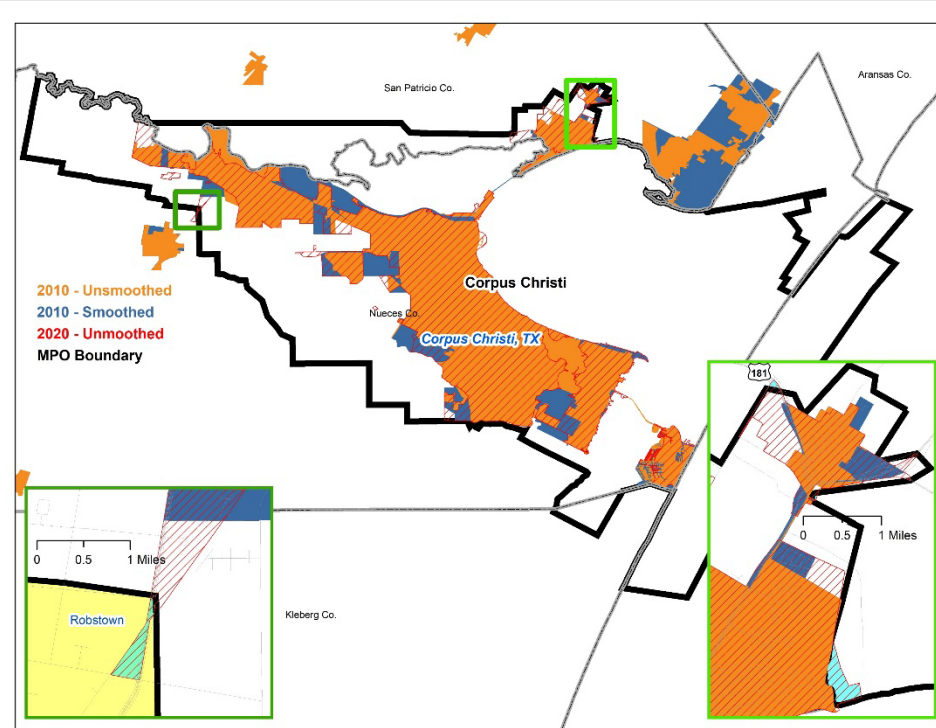 San Patricio Co.
Aransas Co.
2010 - Unsmoothed
2010 - Smoothed
2020 - Unmoothed
MPO Boundary
Corpus Christi
Nueces Co.
Corpus Christi, TX
181
0 0.5 1 Miles
0 0.5 1 Miles
Robstown
Kleberg Co.